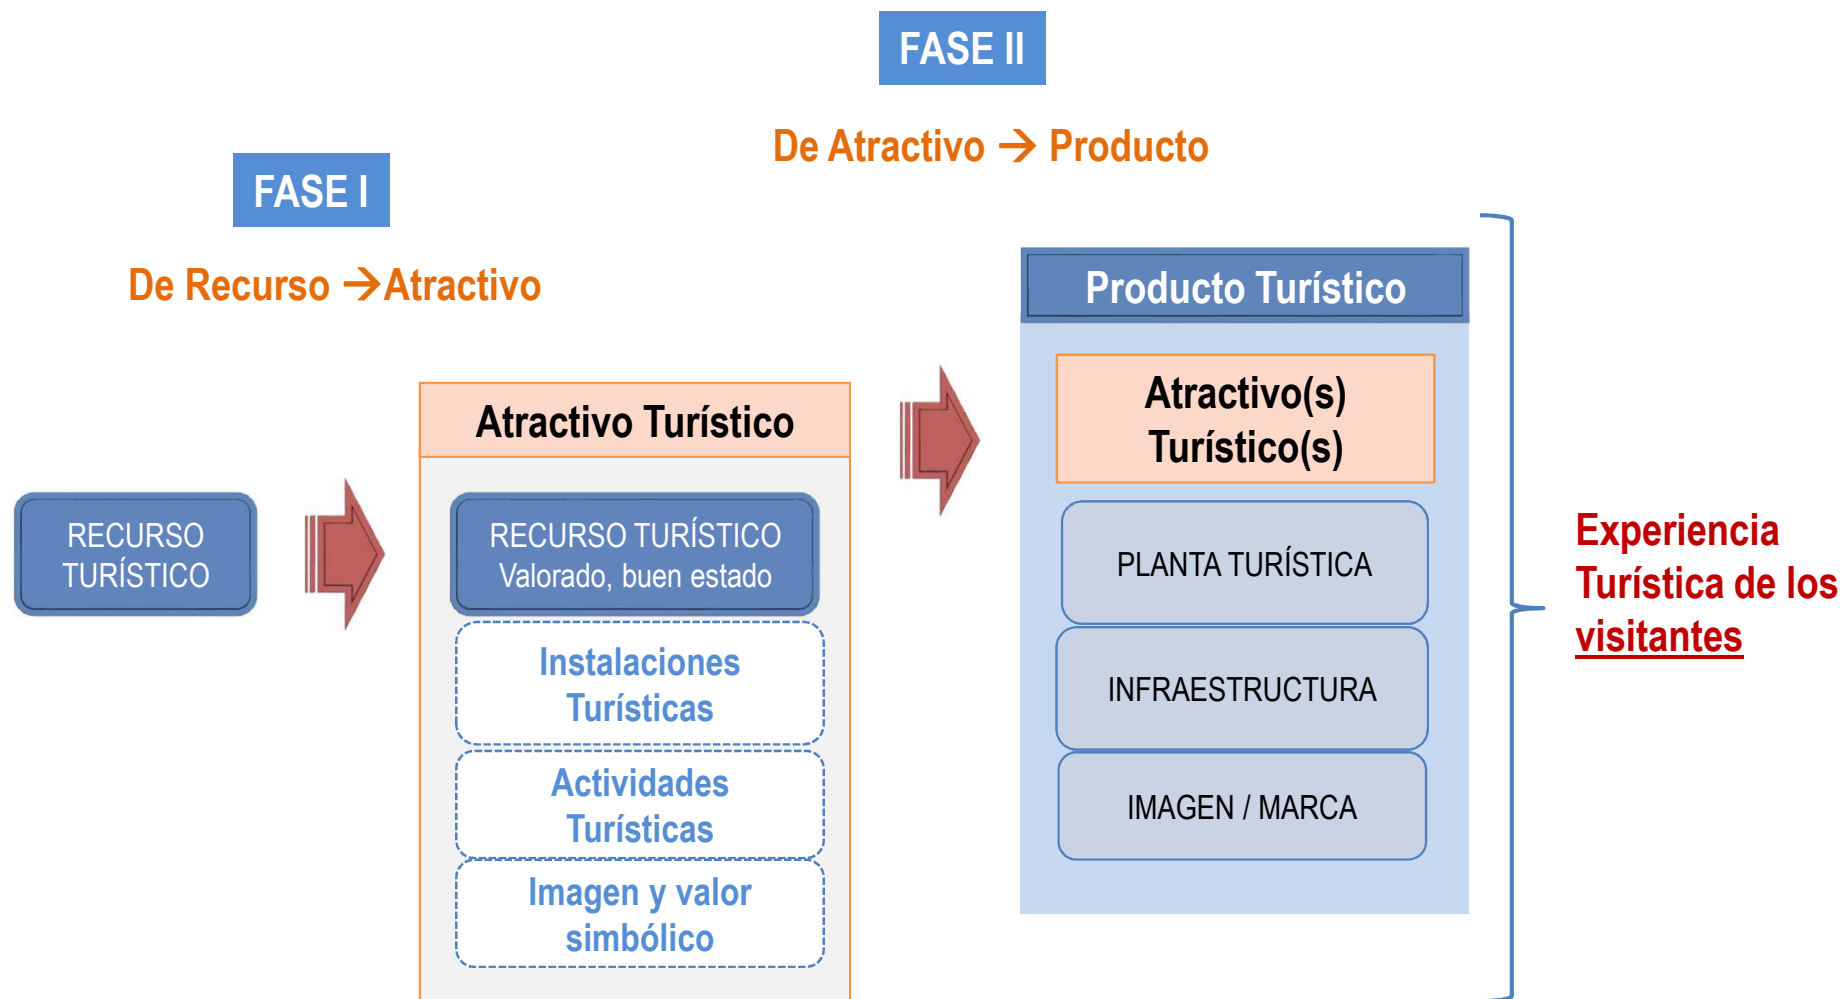 FASE II
De Atractivo → Producto
FASE I
De Recurso →Atractivo
RECURSO
TURÍSTICO
Atractivo Turístico
RECURSO TURÍSTICO
Valorado, buen estado
Instalaciones
Turísticas
Actividades
Turísticas
Imagen y valor
simbólico
Producto Turístico
Atractivo(s)
Turístico(s)
PLANTA TURÍSTICA
INFRAESTRUCTURA
IMAGEN / MARCA
Experiencia
Turística de los
visitantes